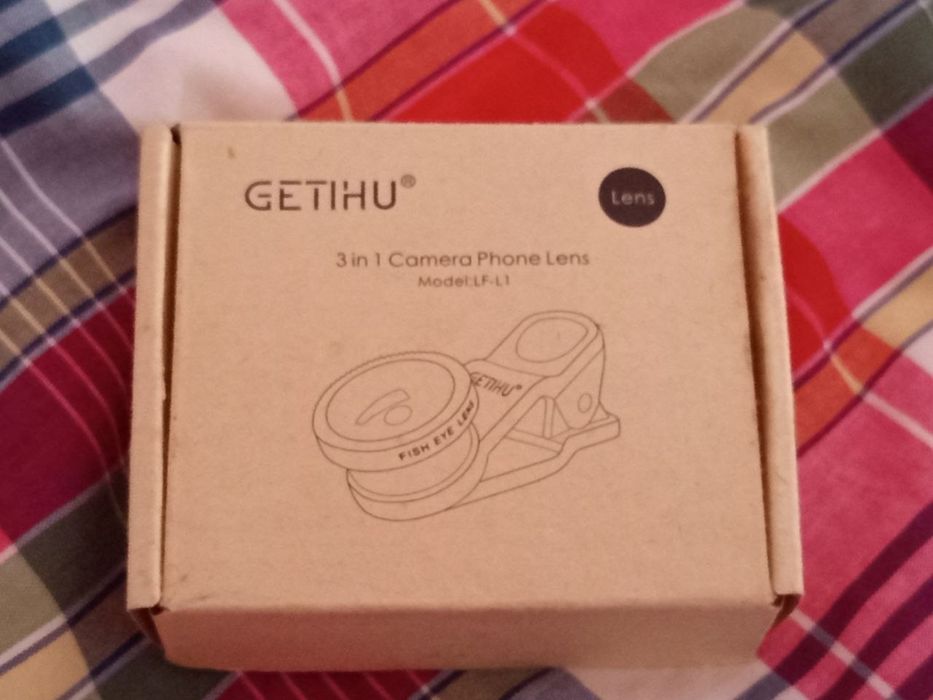 GETIHU®
Lens
3 in 1 Camera Phone Lens
Model:LF-L1
GETIHU®
FISH EYE LENS